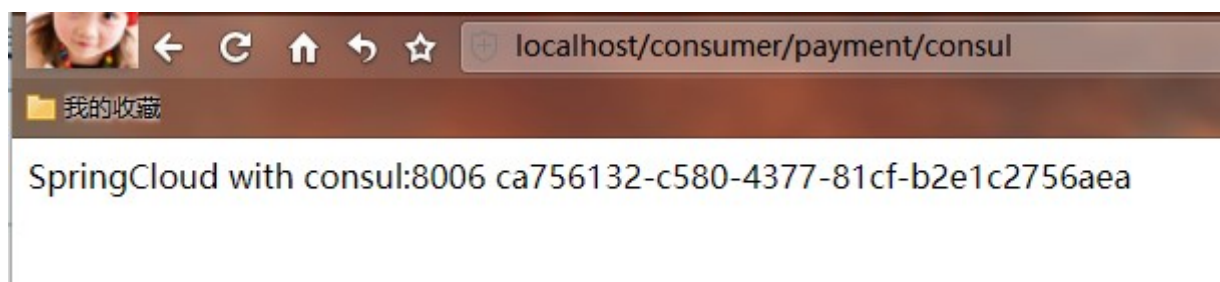 localhost/consumer/payment/consul
我的收藏
SpringCloud with consul:8006 ca756132-c580-4377-81cf-b2e1c2756aea